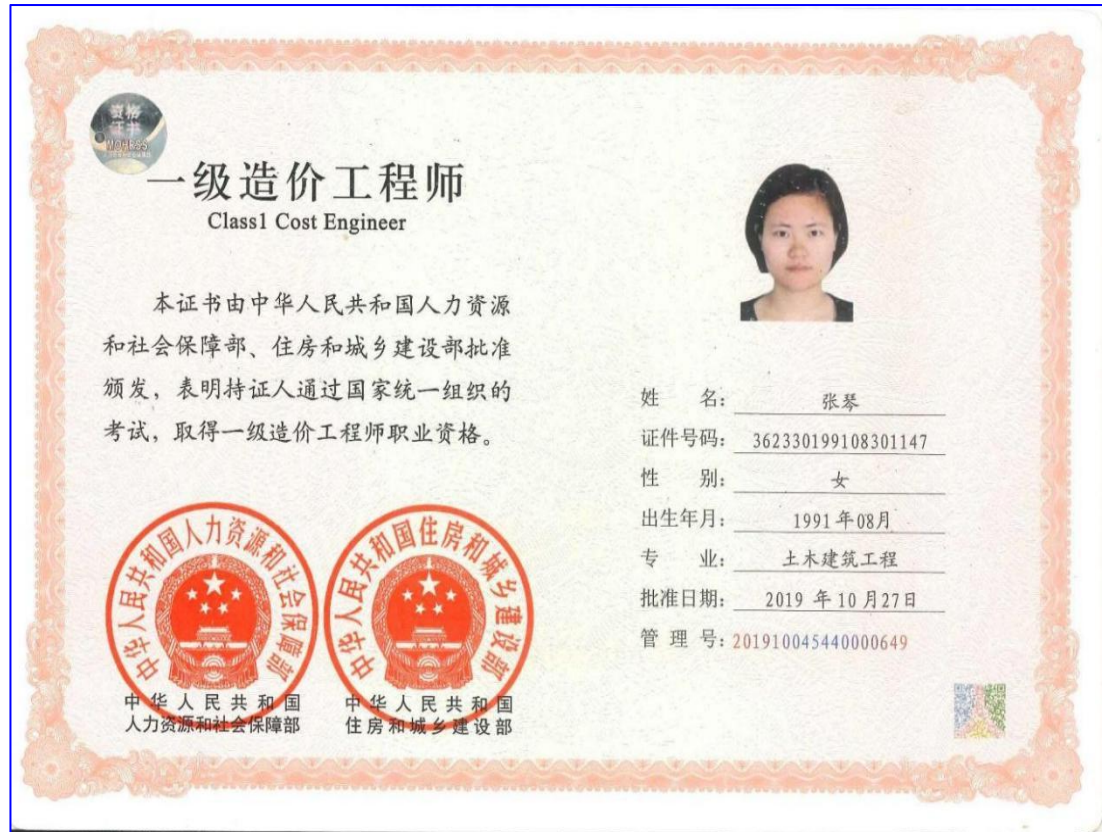 资格
证书
MOHRSS
一级造价工程师
Class1 Cost Engineer
本证书由中华人民共和国人力资源
和社会保障部、住房和城乡建设部批准
颁发，表明持证人通过国家统一组织的
考试，取得一级造价工程师职业资格。
姓 名： 张琴
证件号码： 362330199108301147
性 别： 女
出生年月： 1991年08月
专 业： 土木建筑工程
批准日期： 2019 年 10 月27日
管 理 号：201910045440000649
中华人民共和国人力资源和社会保障部
中华人民共和国住房和城乡建设部
中华人民共和国
人力资源和社会保障部
中华人民共和国
住房和城乡建设部